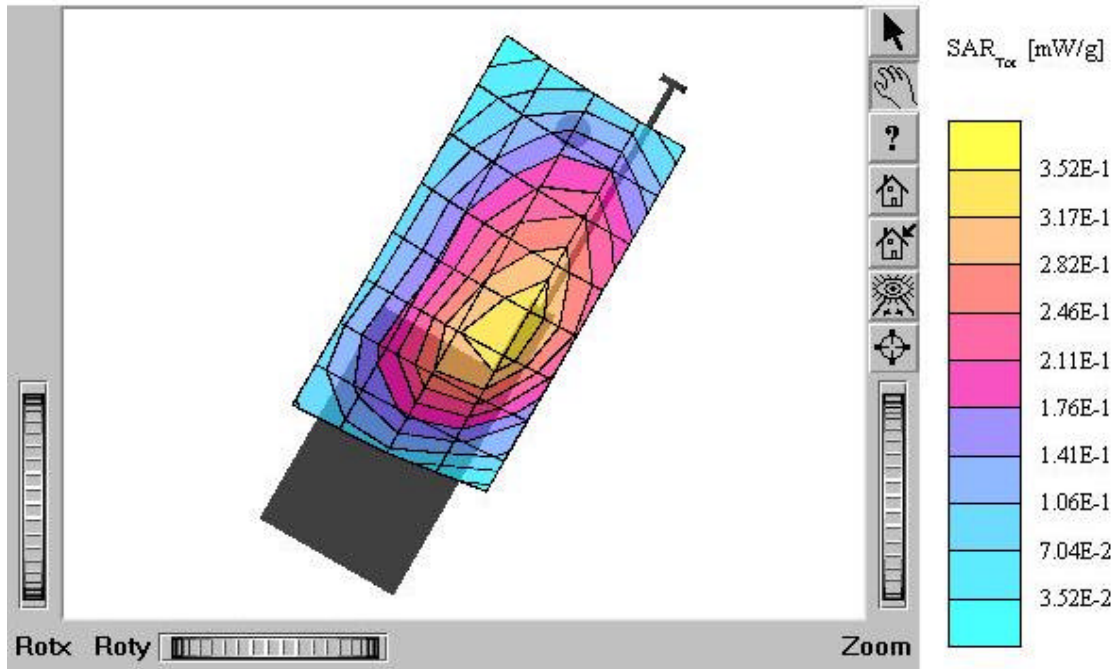 SAR_Tot [mW/g]
?
3.52E-1
3.17E-1
2.82E-1
2.46E-1
2.11E-1
1.76E-1
1.41E-1
1.06E-1
7.04E-2
3.52E-2
Rotx Roty Zoom